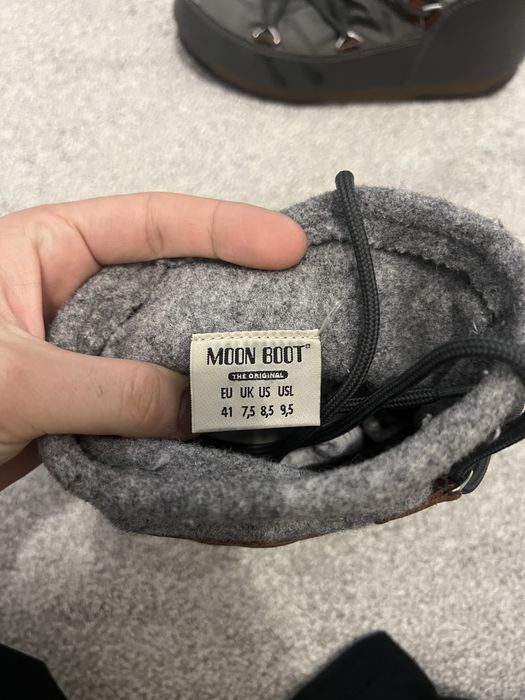 MOON BOOT®
THE ORIGINAL
EU UK US USL
41 7,5 8,5 9,5